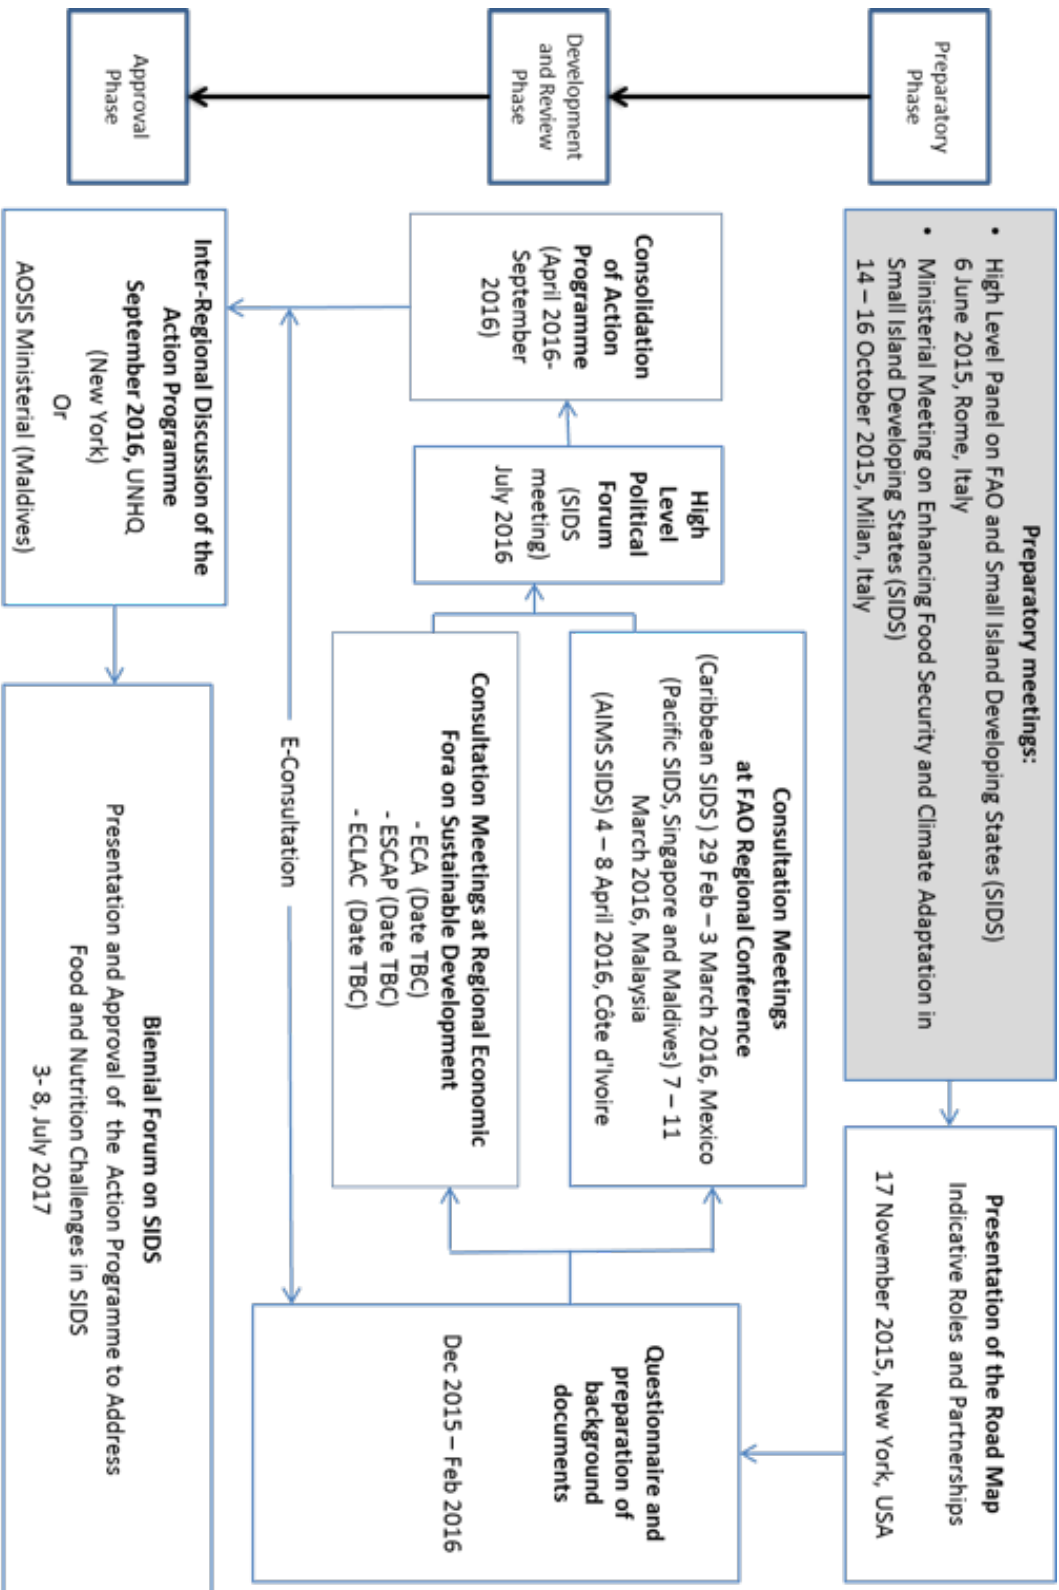 Preparatory
Phase
Preparatory meetings:
• High Level Panel on FAO and Small Island Developing States (SIDS)
6 June 2015, Rome, Italy
• Ministerial Meeting on Enhancing Food Security and Climate Adaptation in
Small Island Developing States (SIDS)
14 – 16 October 2015, Milan, Italy
Presentation of the Road Map
Indicative Roles and Partnerships
17 November 2015, New York, USA
Development
and Review
Phase
Questionnaire and
preparation of
background
documents
Dec 2015 – Feb 2016
Consultation Meetings
at FAO Regional Conference
(Caribbean SIDS ) 29 Feb – 3 March 2016, Mexico
(Pacific SIDS, Singapore and Maldives) 7 – 11
March 2016, Malaysia
(AIMS SIDS) 4 – 8 April 2016, Côte d'Ivoire
Consultation Meetings at Regional Economic
Fora on Sustainable Development
- ECA (Date TBC)
- ESCAP (Date TBC)
- ECLAC (Date TBC)
High
Level
Political
Forum
(SIDS
meeting)
July 2016
Consolidation
of Action
Programme
(April 2016-
September
2016)
E-Consultation
Approval
Phase
Inter-Regional Discussion of the
Action Programme
September 2016, UNHQ
(New York)
Or
AOSIS Ministerial (Maldives)
Biennial Forum on SIDS
Presentation and Approval of the Action Programme to Address
Food and Nutrition Challenges in SIDS
3- 8, July 2017